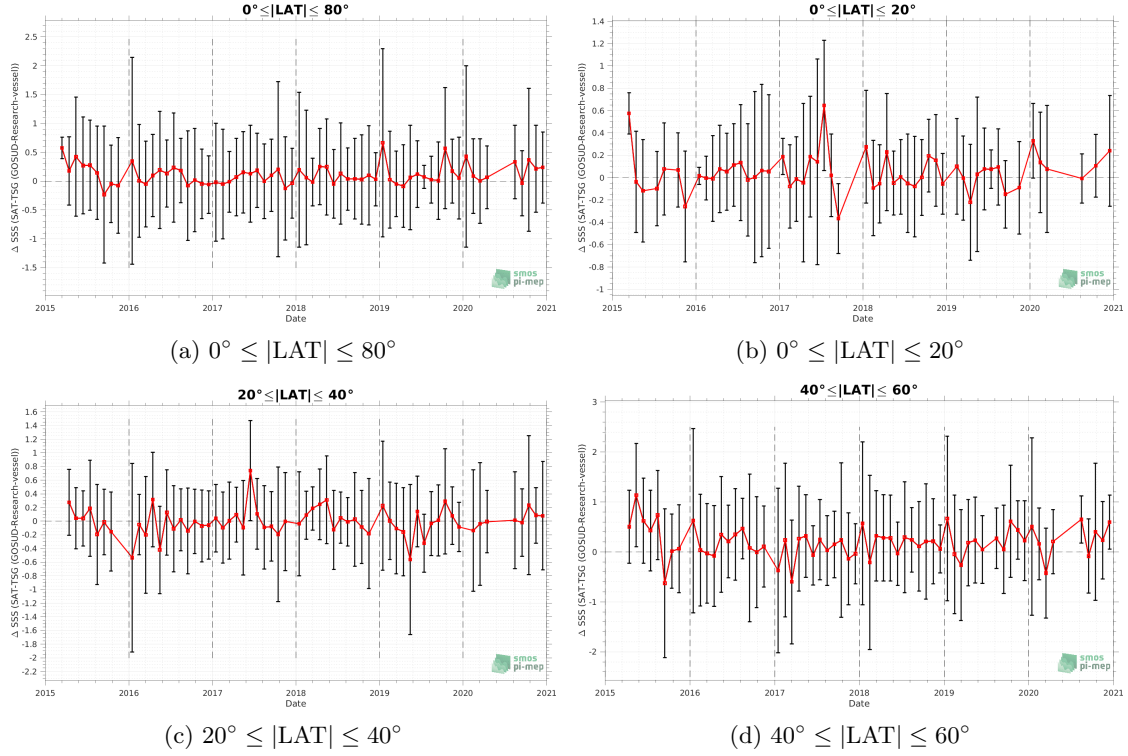 0°≤|LAT|≤ 80°
Δ SSS (SAT-TSG (GOSUD-Research-vessel))
2.5
2
1.5
1
0.5
0
-0.5
-1
-1.5
2015 2016 2017 2018 2019 2020 2021
Date
smos
pi-mep
(a) 0° ≤ |LAT| ≤ 80°
0°≤|LAT|≤ 20°
Δ SSS (SAT-TSG (GOSUD-Research-vessel))
1.4
1.2
1
0.8
0.6
0.4
0.2
0
-0.2
-0.4
-0.6
-0.8
-1
2015 2016 2017 2018 2019 2020 2021
Date
smos
pi-mep
(b) 0° ≤ |LAT| ≤ 20°
20°≤|LAT|≤ 40°
Δ SSS (SAT-TSG (GOSUD-Research-vessel))
1.6
1.4
1.2
1
0.8
0.6
0.4
0.2
0
-0.2
-0.4
-0.6
-0.8
-1
-1.2
-1.4
-1.6
-1.8
-2
-2.2
2015 2016 2017 2018 2019 2020 2021
Date
smos
pi-mep
(c) 20° ≤ |LAT| ≤ 40°
40°≤|LAT|≤ 60°
Δ SSS (SAT-TSG (GOSUD-Research-vessel))
3
2
1
0
-1
-2
2015 2016 2017 2018 2019 2020 2021
Date
smos
pi-mep
(d) 40° ≤ |LAT| ≤ 60°